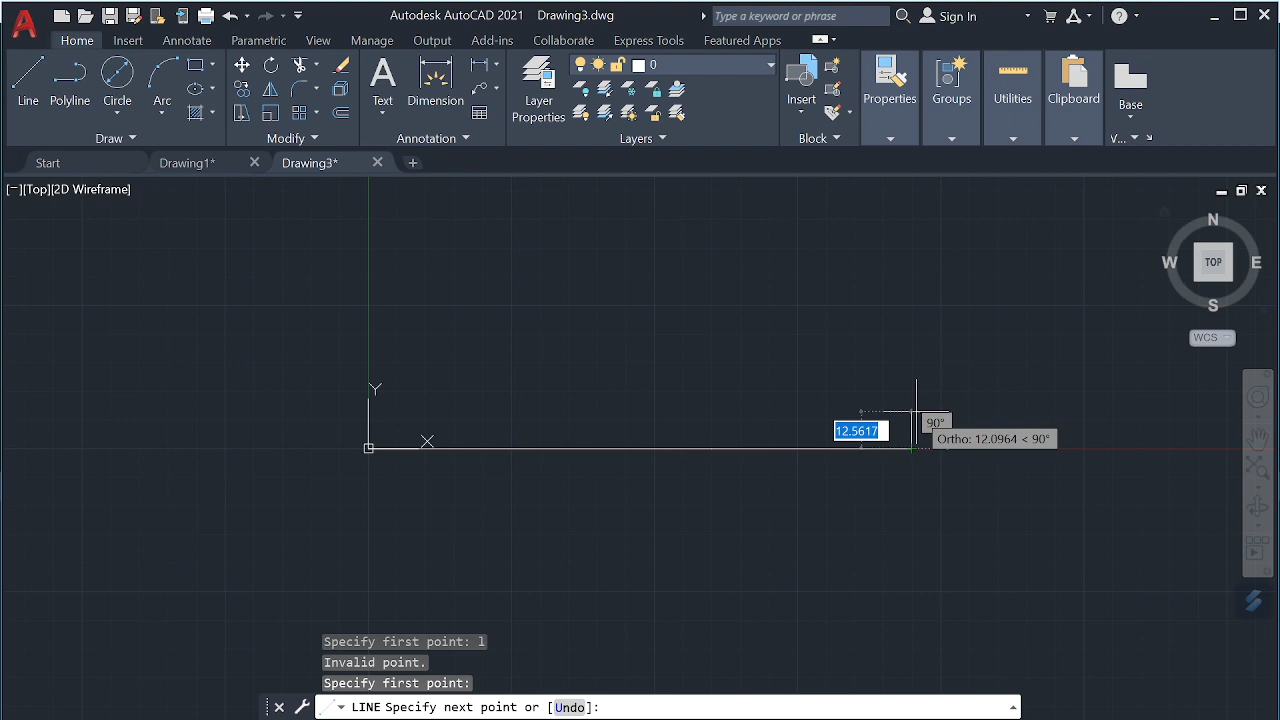 Autodesk AutoCAD 2021 Drawing3.dwg Type a keyword or phrase Sign In
Home Insert Annotate Parametric View Manage Output Add-ins Collaborate Express Tools Featured Apps
0
Line Polyline Circle Arc Text Dimension Layer Properties Insert Properties Groups Utilities Clipboard Base
Draw Modify Annotation Layers Block V...
Start Drawing1* Drawing3*
[−][Top][2D Wireframe]
N
W TOP E
S
WCS
Y
X
12.5617 90°
Ortho: 12.0964 < 90°
Specify first point: l
Invalid point.
Specify first point:
LINE Specify next point or [Undo]: